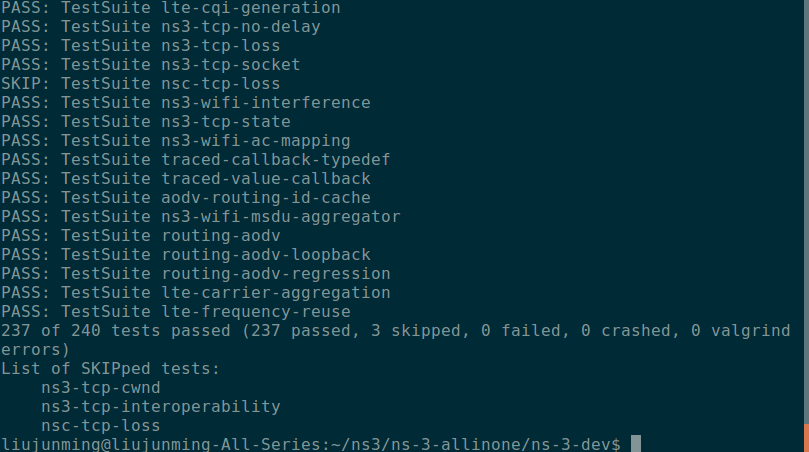 PASS: TestSuite lte-cqi-generation
PASS: TestSuite ns3-tcp-no-delay
PASS: TestSuite ns3-tcp-loss
PASS: TestSuite ns3-tcp-socket
SKIP: TestSuite nsc-tcp-loss
PASS: TestSuite ns3-wifi-interference
PASS: TestSuite ns3-tcp-state
PASS: TestSuite ns3-wifi-ac-mapping
PASS: TestSuite traced-callback-typedef
PASS: TestSuite traced-value-callback
PASS: TestSuite aodv-routing-id-cache
PASS: TestSuite ns3-wifi-msdu-aggregator
PASS: TestSuite routing-aodv
PASS: TestSuite routing-aodv-loopback
PASS: TestSuite routing-aodv-regression
PASS: TestSuite lte-carrier-aggregation
PASS: TestSuite lte-frequency-reuse
237 of 240 tests passed (237 passed, 3 skipped, 0 failed, 0 crashed, 0 valgrind
errors)
List of SKIPped tests:
    ns3-tcp-cwnd
    ns3-tcp-interoperability
    nsc-tcp-loss
liujunming@liujunming-All-Series:~/ns3/ns-3-allinone/ns-3-dev$